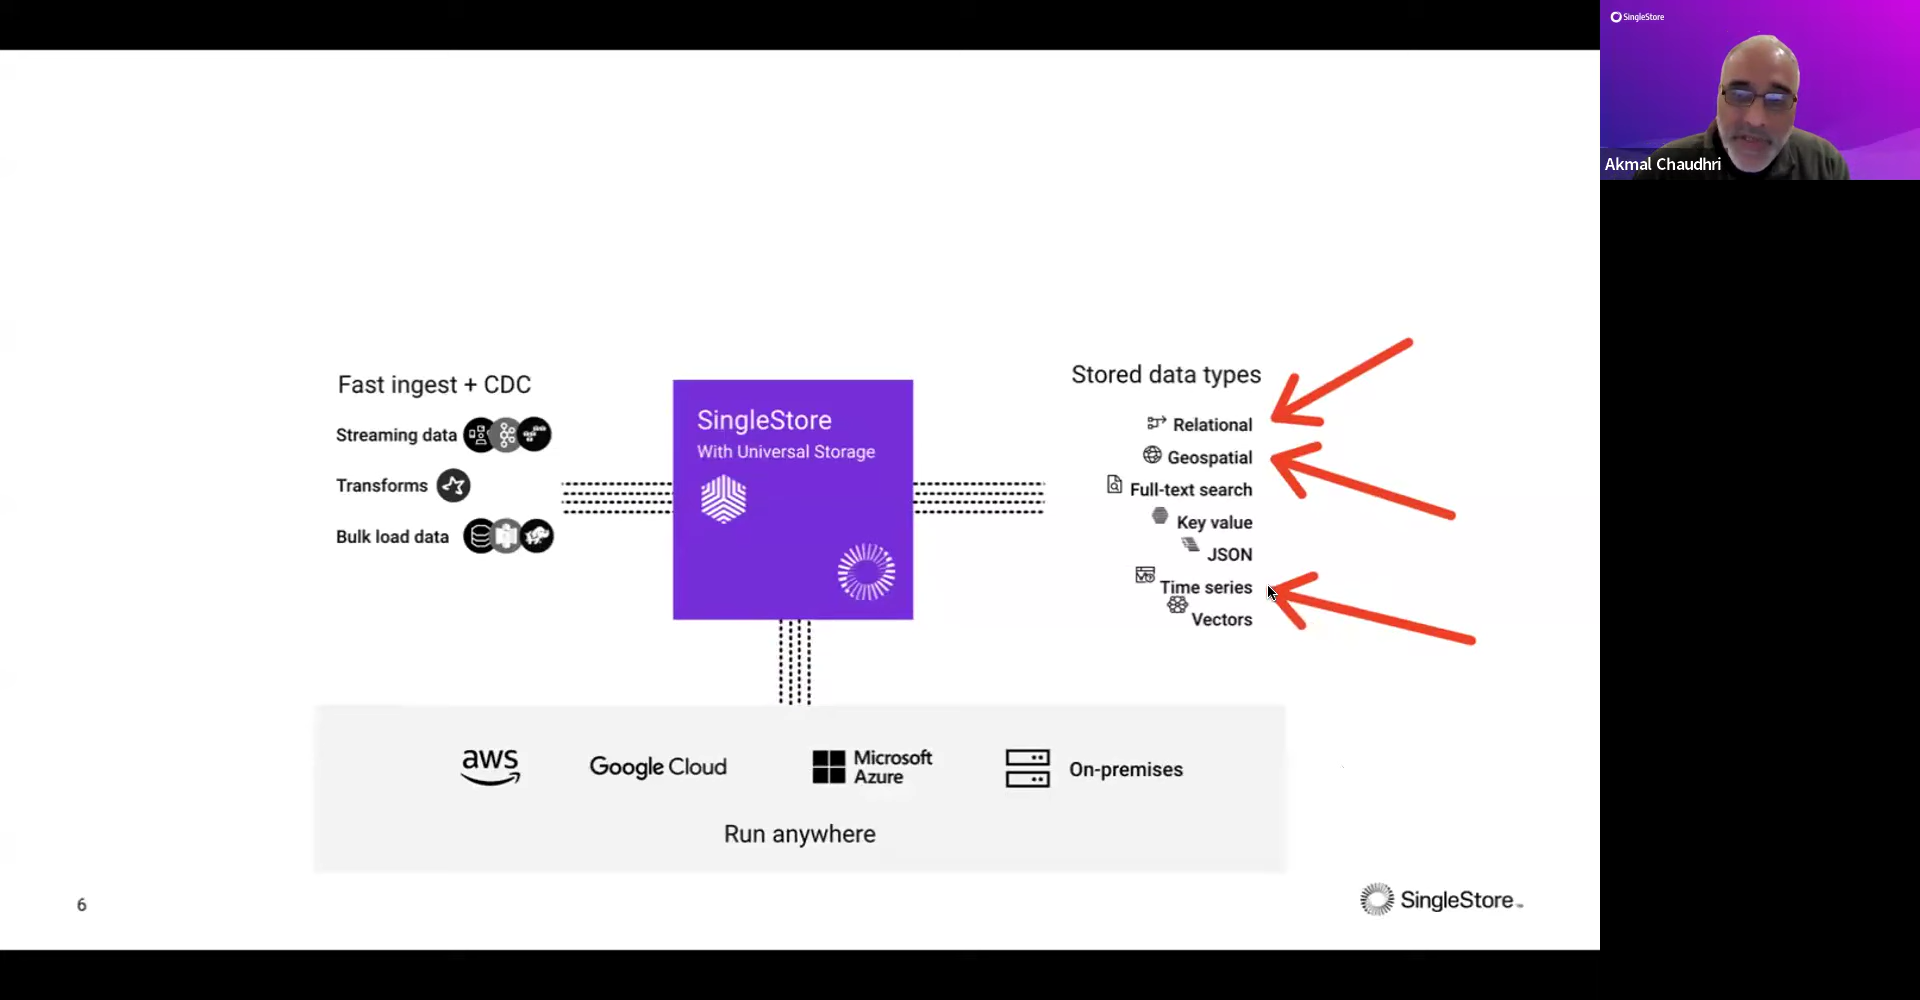 SingleStore
Akmal Chaudhri
Fast ingest + CDC
Streaming data
Transforms
Bulk load data
SingleStore
With Universal Storage
Stored data types
Relational
Geospatial
Full-text search
Key value
JSON
Time series
Vectors
aws
Google Cloud
Microsoft
Azure
On-premises
Run anywhere
6
SingleStore